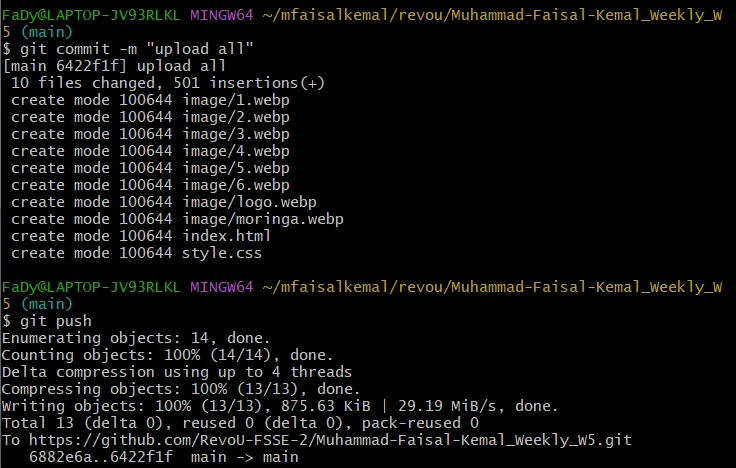 FaDy@LAPTOP-JV93RLKL MINGW64 ~/mfaisalkemal/revou/Muhammad-Faisal-Kemal_Weekly_W
5 (main)
$ git commit -m "upload all"
[main 6422f1f] upload all
 10 files changed, 501 insertions(+)
 create mode 100644 image/1.webp
 create mode 100644 image/2.webp
 create mode 100644 image/3.webp
 create mode 100644 image/4.webp
 create mode 100644 image/5.webp
 create mode 100644 image/6.webp
 create mode 100644 image/logo.webp
 create mode 100644 image/moringa.webp
 create mode 100644 index.html
 create mode 100644 style.css
FaDy@LAPTOP-JV93RLKL MINGW64 ~/mfaisalkemal/revou/Muhammad-Faisal-Kemal_Weekly_W
5 (main)
$ git push
Enumerating objects: 14, done.
Counting objects: 100% (14/14), done.
Delta compression using up to 4 threads
Compressing objects: 100% (13/13), done.
Writing objects: 100% (13/13), 875.63 KiB | 29.19 MiB/s, done.
Total 13 (delta 0), reused 0 (delta 0), pack-reused 0
To https://github.com/RevoU-FSSE-2/Muhammad-Faisal-Kemal_Weekly_W5.git
   6882e6a..6422f1f  main -> main